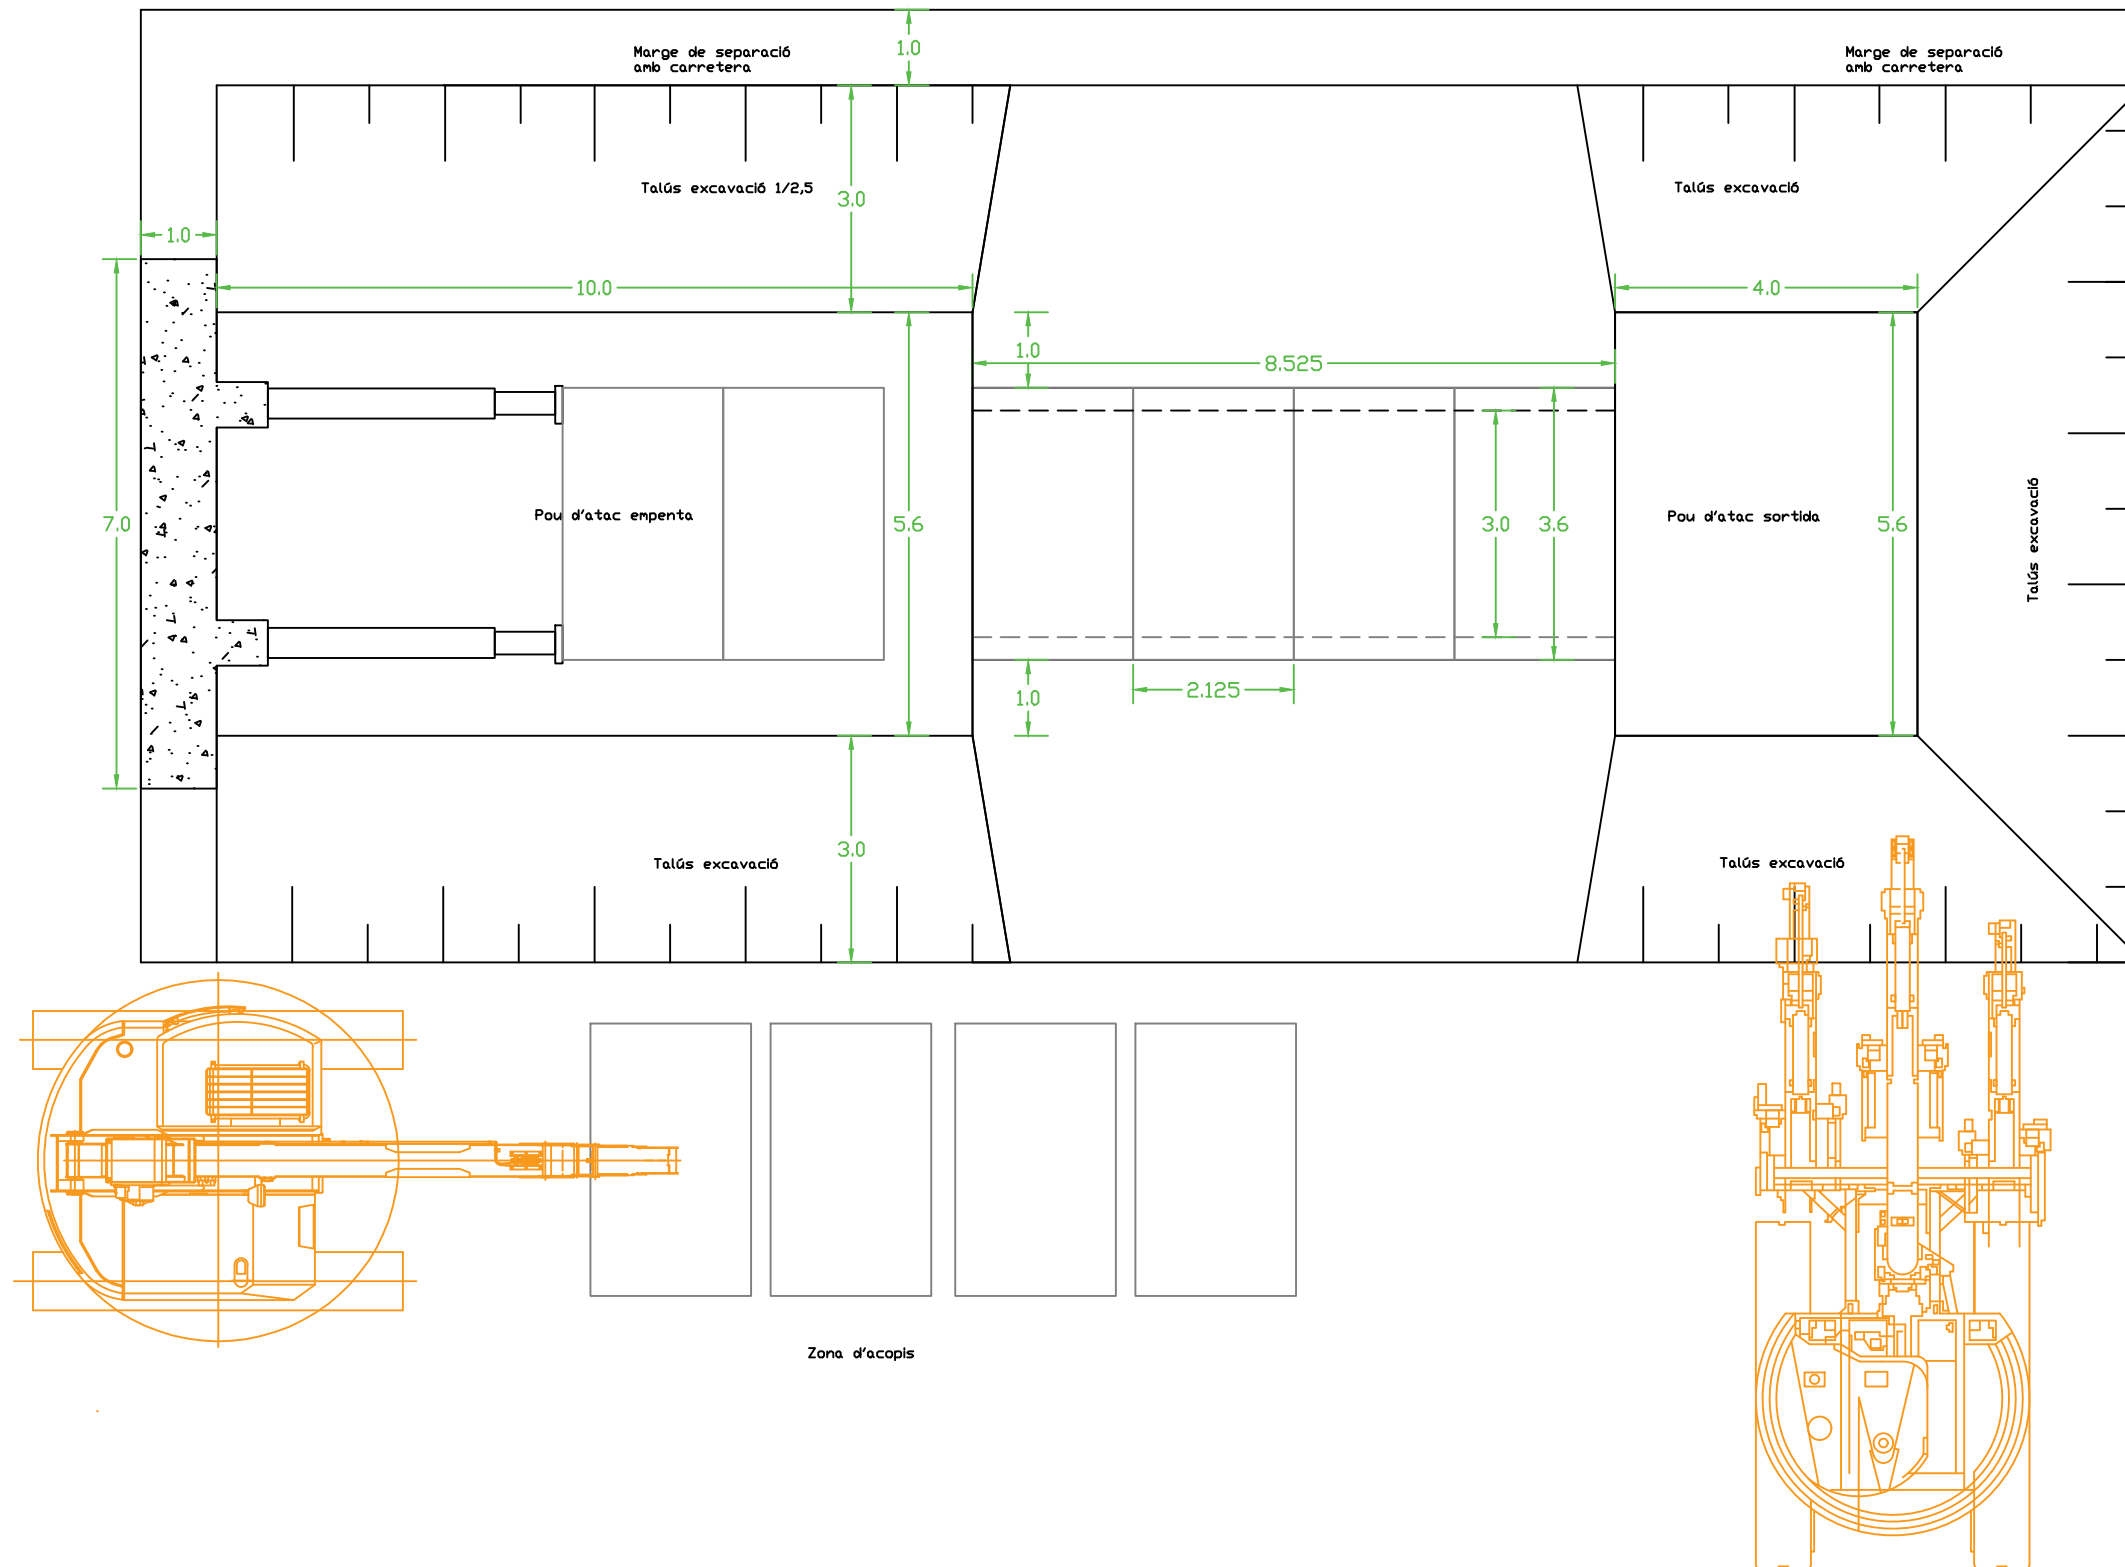 Marge de separació
amb carretera
1.0
Marge de separació
amb carretera
Talús excavació 1/2,5
3.0
Talús excavació
1.0
10.0
4.0
1.0
8.525
7.0
Pou d'atac empenta
5.6
3.0
3.6
Pou d'atac sortida
5.6
Talús excavació
1.0
2.125
Talús excavació
3.0
Talús excavació
Zona d'acopis